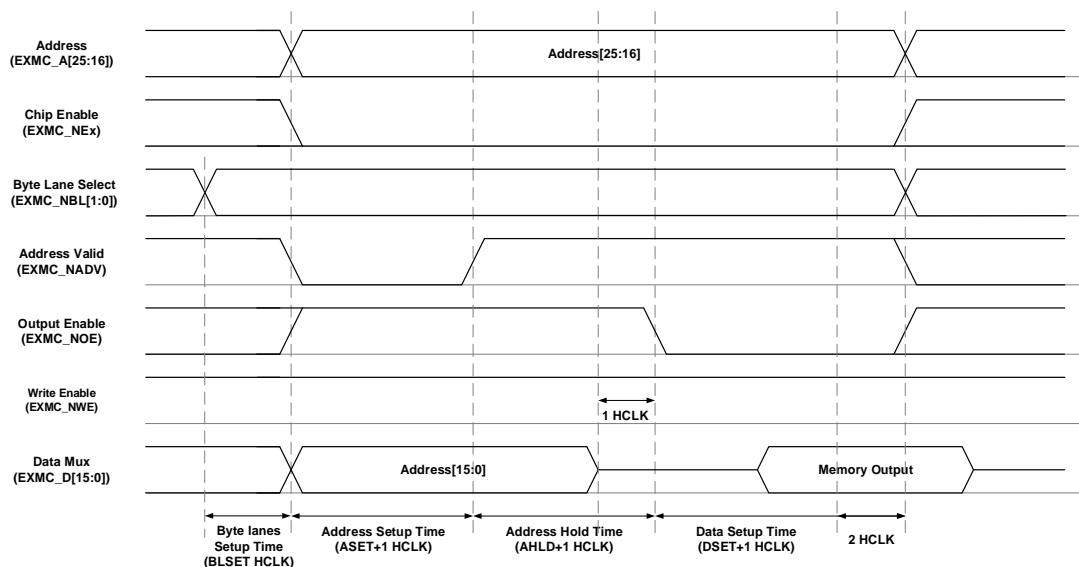 Address
(EXMC_A[25:16])
Address[25:16]
Chip Enable
(EXMC_NEx)
Byte Lane Select
(EXMC_NBL[1:0])
Address Valid
(EXMC_NADV)
Output Enable
(EXMC_NOE)
Write Enable
(EXMC_NWE)
1 HCLK
Data Mux
(EXMC_D[15:0])
Address[15:0]
Memory Output
Byte lanes
Setup Time
(BLSET HCLK)
Address Setup Time
(ASET+1 HCLK)
Address Hold Time
(AHLD+1 HCLK)
Data Setup Time
(DSET+1 HCLK)
2 HCLK